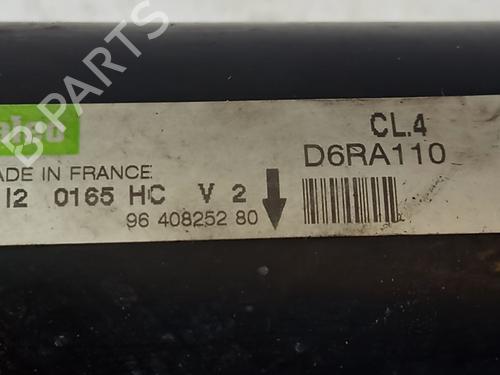 CL.4
D6RA110
ADE IN FRANCE
I2 0165 HC V 2
96 408252 80